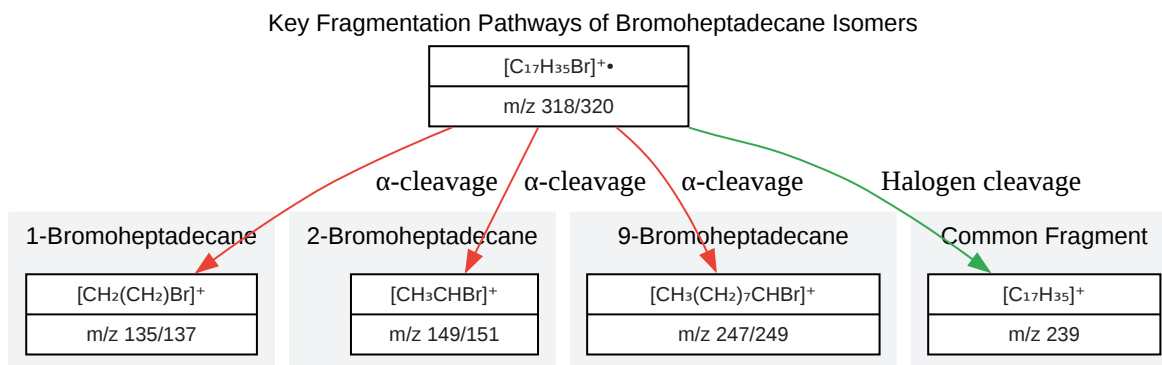 Key Fragmentation Pathways of Bromoheptadecane Isomers
[C₁₇H₃₅Br]⁺•
m/z 318/320
α-cleavage
α-cleavage
α-cleavage
Halogen cleavage
1-Bromoheptadecane
2-Bromoheptadecane
9-Bromoheptadecane
Common Fragment
[CH₂(CH₂)Br]⁺
[CH₃CHBr]⁺
[CH₃(CH₂)₇CHBr]⁺
[C₁₇H₃₅]⁺
m/z 135/137
m/z 149/151
m/z 247/249
m/z 239